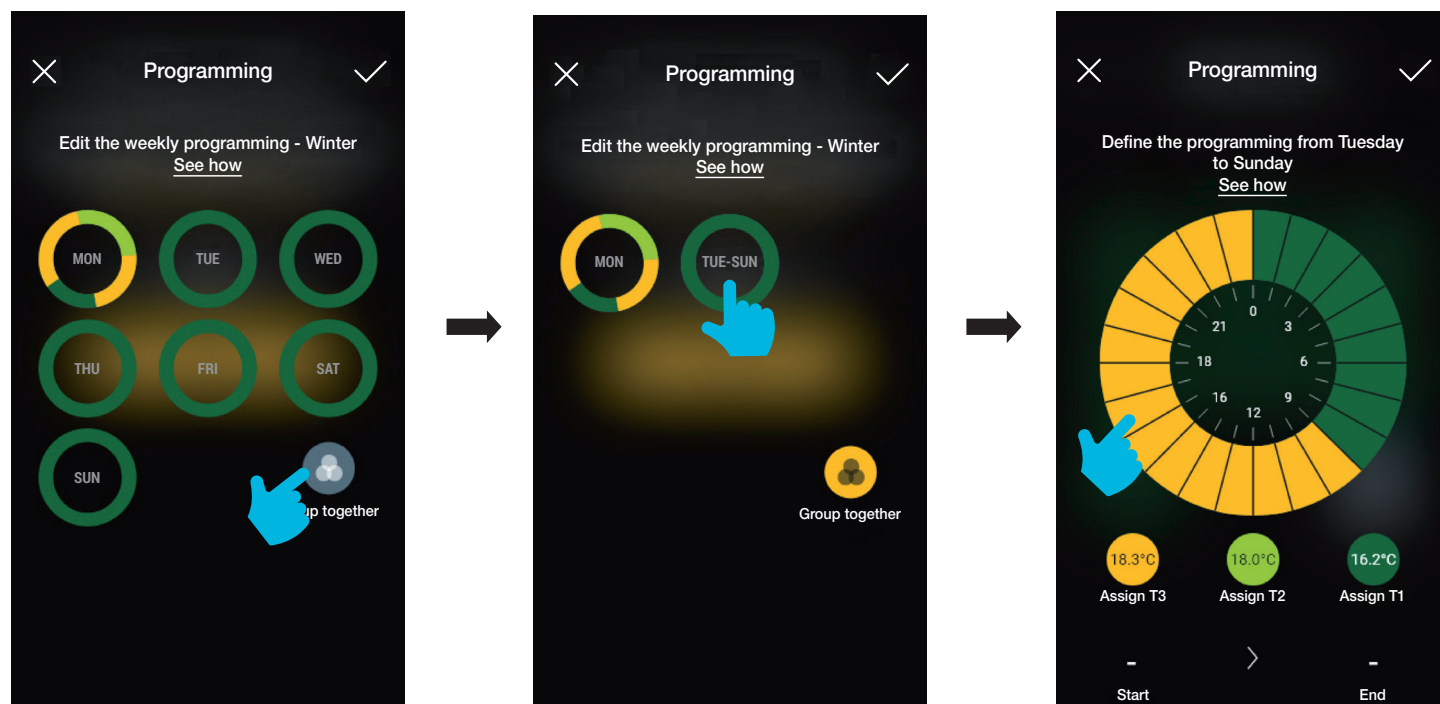 Programming
Edit the weekly programming - Winter
See how
MON
TUE
WED
THU
FRI
SAT
SUN
up together
Programming
Edit the weekly programming - Winter
See how
MON
TUE-SUN
Group together
Programming
Define the programming from Tuesday
to Sunday
See how
0
21
3
18
6
16
9
12
18.3°C
18.0°C
16.2°C
Assign T3
Assign T2
Assign T1
-
-
Start
End